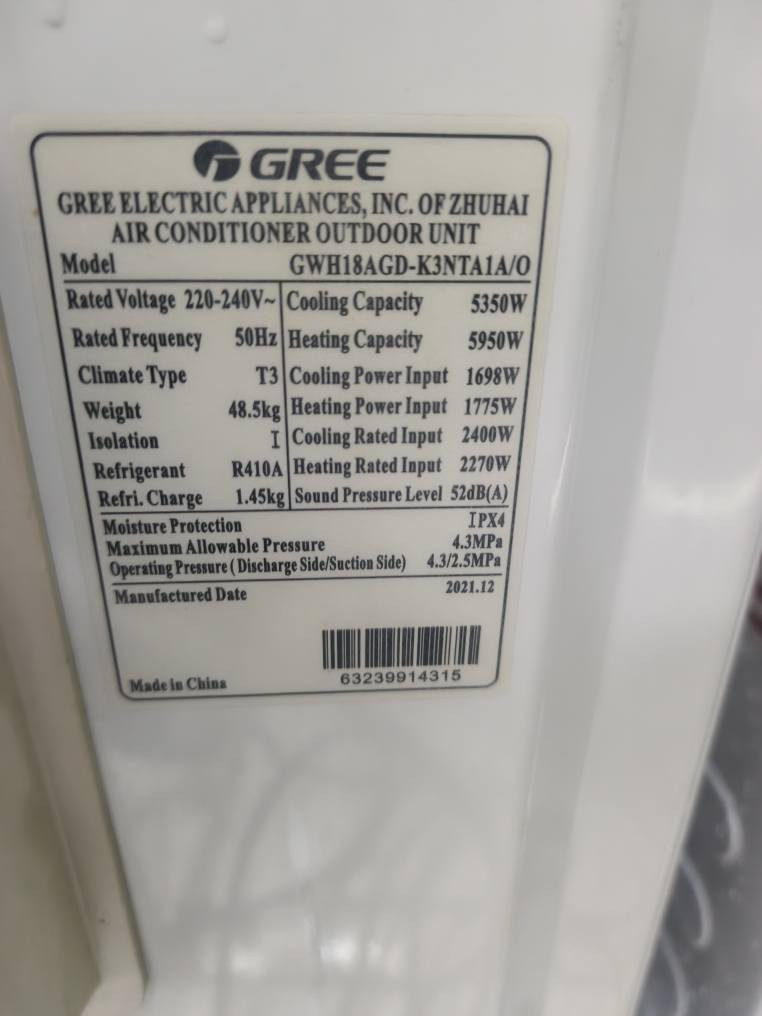 GREE
GREE ELECTRIC APPLIANCES, INC. OF ZHUHAI
AIR CONDITIONER OUTDOOR UNIT
Model GWH18AGD-K3NTA1A/O
Rated Voltage 220-240V~ Cooling Capacity 5350W
Rated Frequency 50Hz Heating Capacity 5950W
Climate Type T3 Cooling Power Input 1698W
Weight 48.5kg Heating Power Input 1775W
Isolation I Cooling Rated Input 2400W
Refrigerant R410A Heating Rated Input 2270W
Refri. Charge 1.45kg Sound Pressure Level 52dB(A)
Moisture Protection IPX4
Maximum Allowable Pressure 4.3MPa
Operating Pressure ( Discharge Side/Suction Side) 4.3/2.5MPa
Manufactured Date 2021.12
63239914315
Made in China